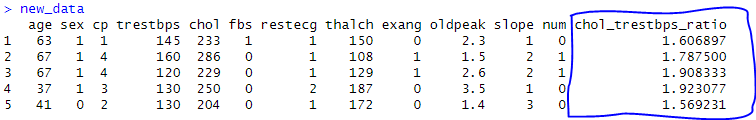 > new_data
age sex cp trestbps chol fbs restecg thalch exang oldpeak slope num chol_trestbps_ratio
1 63 1 1 145 233 1 1 150 0 2.3 1 0 1.606897
2 67 1 4 160 286 0 1 108 1 1.5 2 1 1.787500
3 67 1 4 120 229 0 1 129 1 2.6 2 1 1.908333
4 37 1 3 130 250 0 2 187 0 3.5 1 0 1.923077
5 41 0 2 130 204 0 1 172 0 1.4 3 0 1.569231